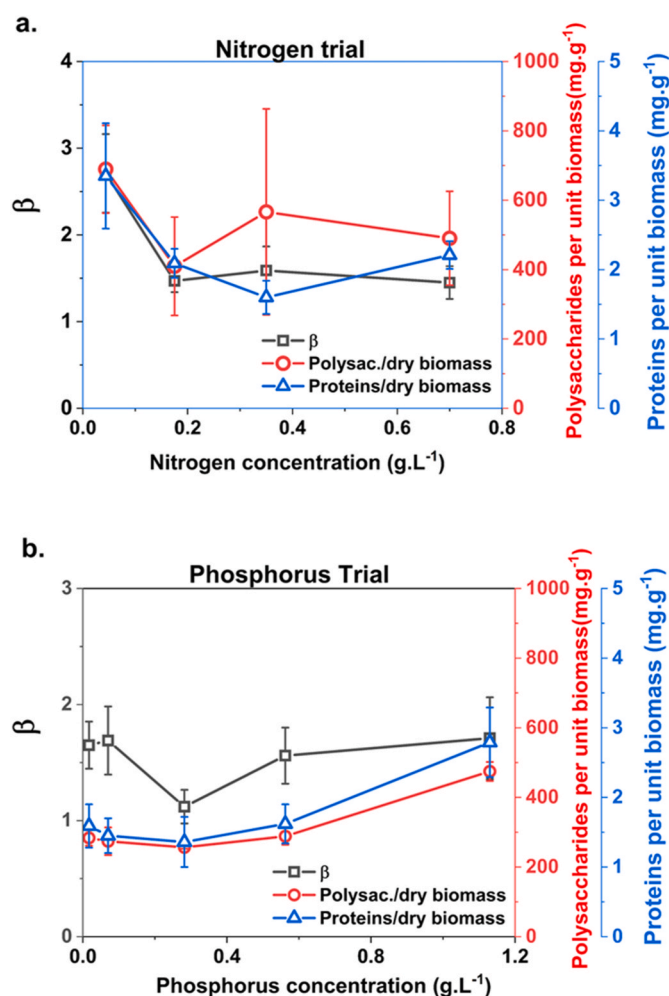 a.
Nitrogen trial
4
3
2
1
0
β
1000
800
600
400
200
0
Polysaccharides per unit biomass(mg.g⁻¹)
5
4
3
2
1
0
Proteins per unit biomass (mg.g⁻¹)
β
Polysac./dry biomass
Proteins/dry biomass
0.0 0.2 0.4 0.6 0.8
Nitrogen concentration (g.L⁻¹)
b.
Phosphorus Trial
3
2
1
0
β
1000
800
600
400
200
0
Polysaccharides per unit biomass(mg.g⁻¹)
5
4
3
2
1
0
Proteins per unit biomass (mg.g⁻¹)
β
Polysac./dry biomass
Proteins/dry biomass
0.0 0.4 0.8 1.2
Phosphorus concentration (g.L⁻¹)